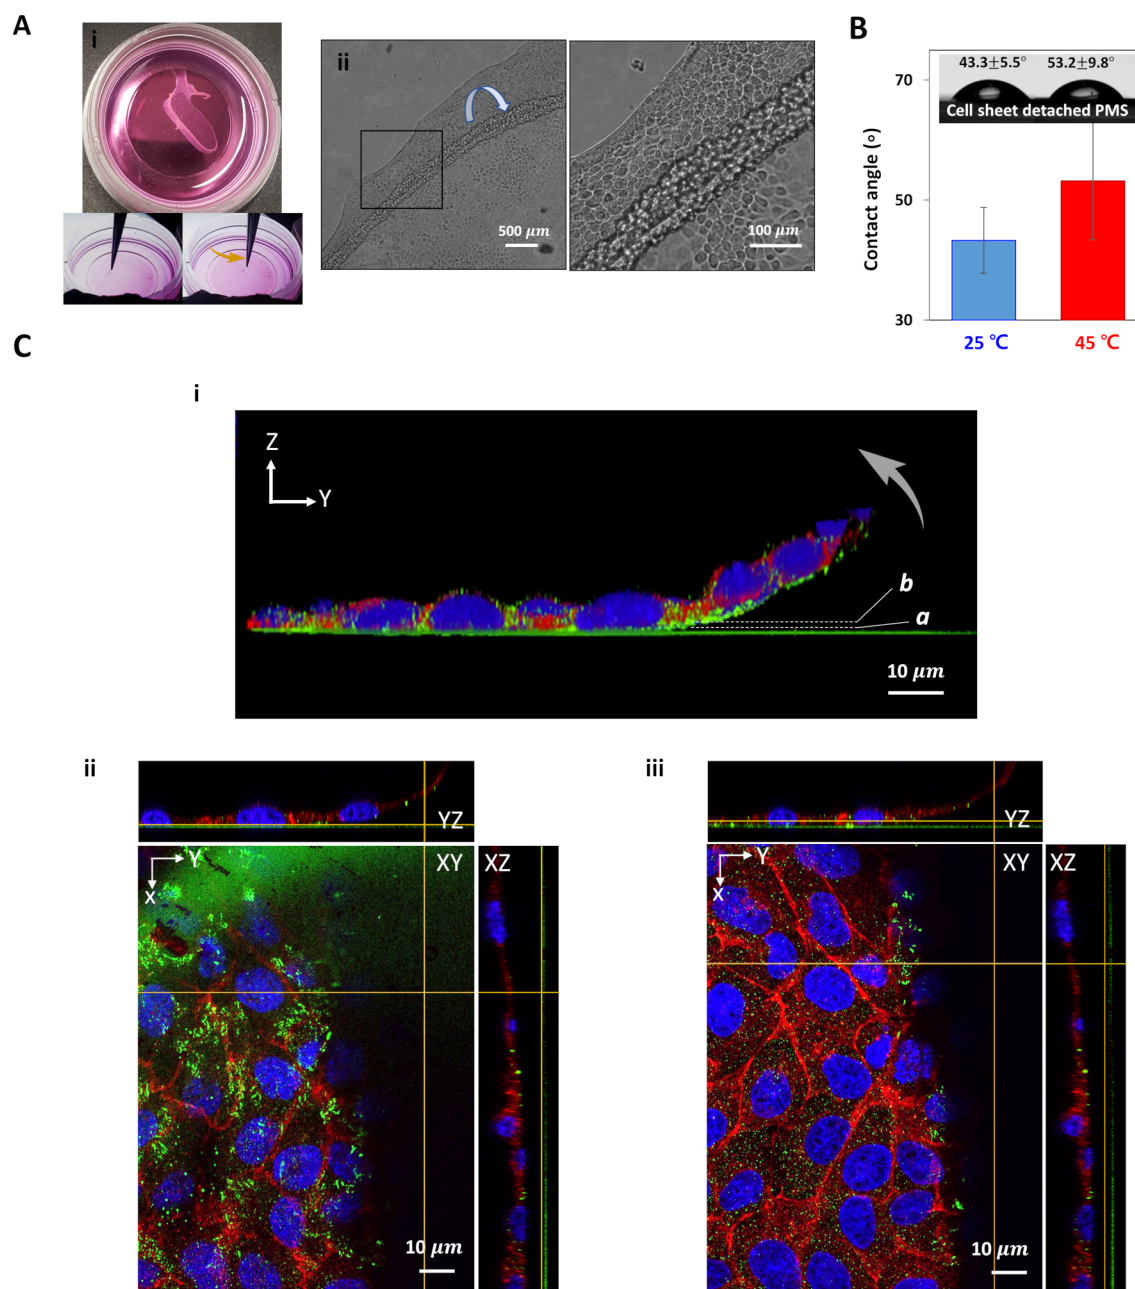 A
i
ii
500 μm
100 μm
B
43.3±5.5° 53.2±9.8°
Cell sheet detached PMS
Contact angle (o)
70
50
30
25 ℃
45 ℃
C
i
Z
Y
b
a
10 μm
ii
YZ
Y
X
XY
XZ
10 μm
iii
YZ
Y
X
XY
XZ
10 μm